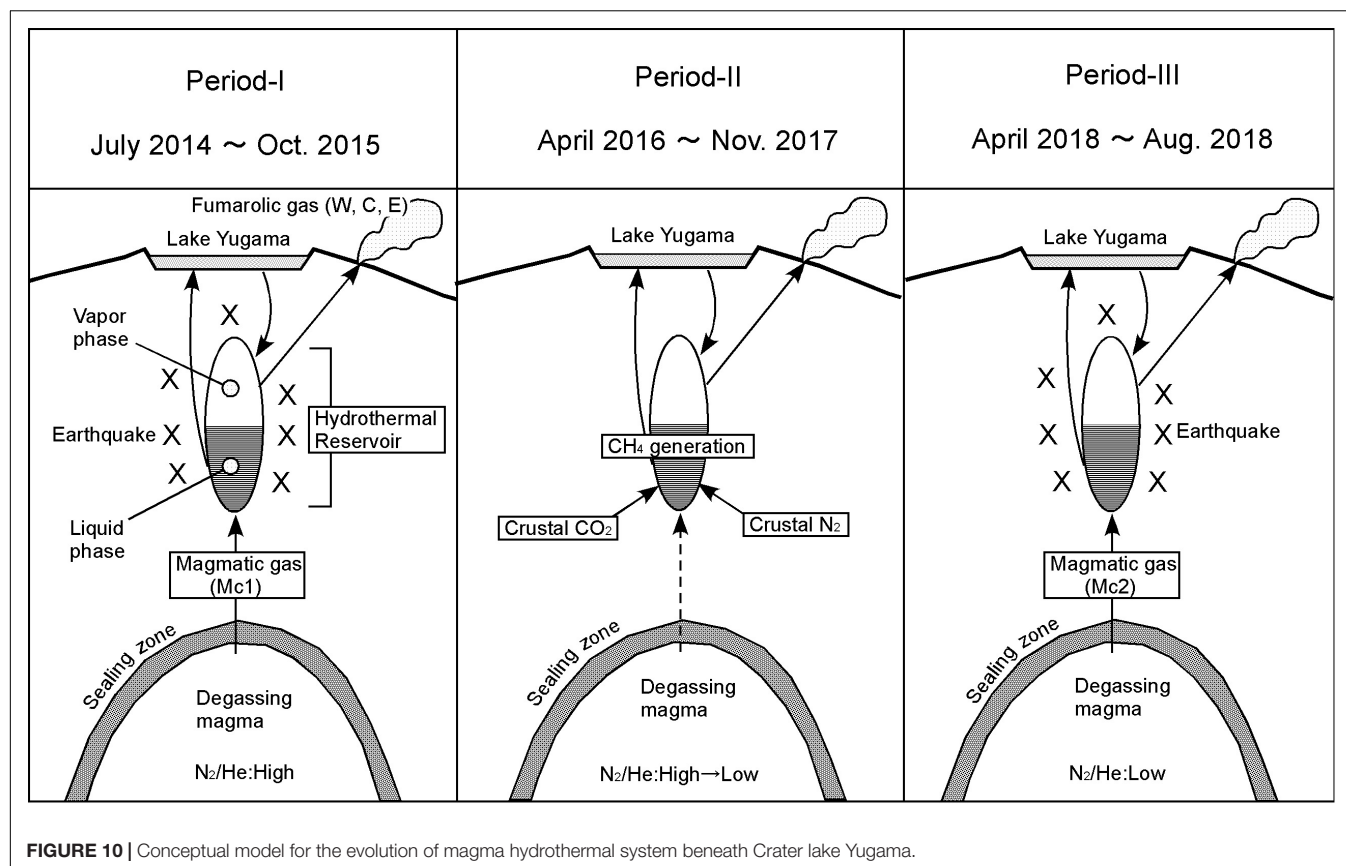 Period-I
July 2014 ~ Oct. 2015
Fumarolic gas (W, C, E)
Lake Yugama
X
Vapor
phase
X
X
Hydrothermal
Reservoir
Earthquake X
X
X
X
Liquid
phase
Magmatic gas
(Mc1)
Sealing zone
Degassing
magma
N2/He:High
Period-II
April 2016 ~ Nov. 2017
Lake Yugama
CH4 generation
Crustal CO2
Crustal N2
Sealing zone
Degassing
magma
N2/He:High→Low
Period-III
April 2018 ~ Aug. 2018
Lake Yugama
X
X
X
X
X Earthquake
X
X
Magmatic gas
(Mc2)
Sealing zone
Degassing
magma
N2/He:Low
FIGURE 10 | Conceptual model for the evolution of magma hydrothermal system beneath Crater lake Yugama.